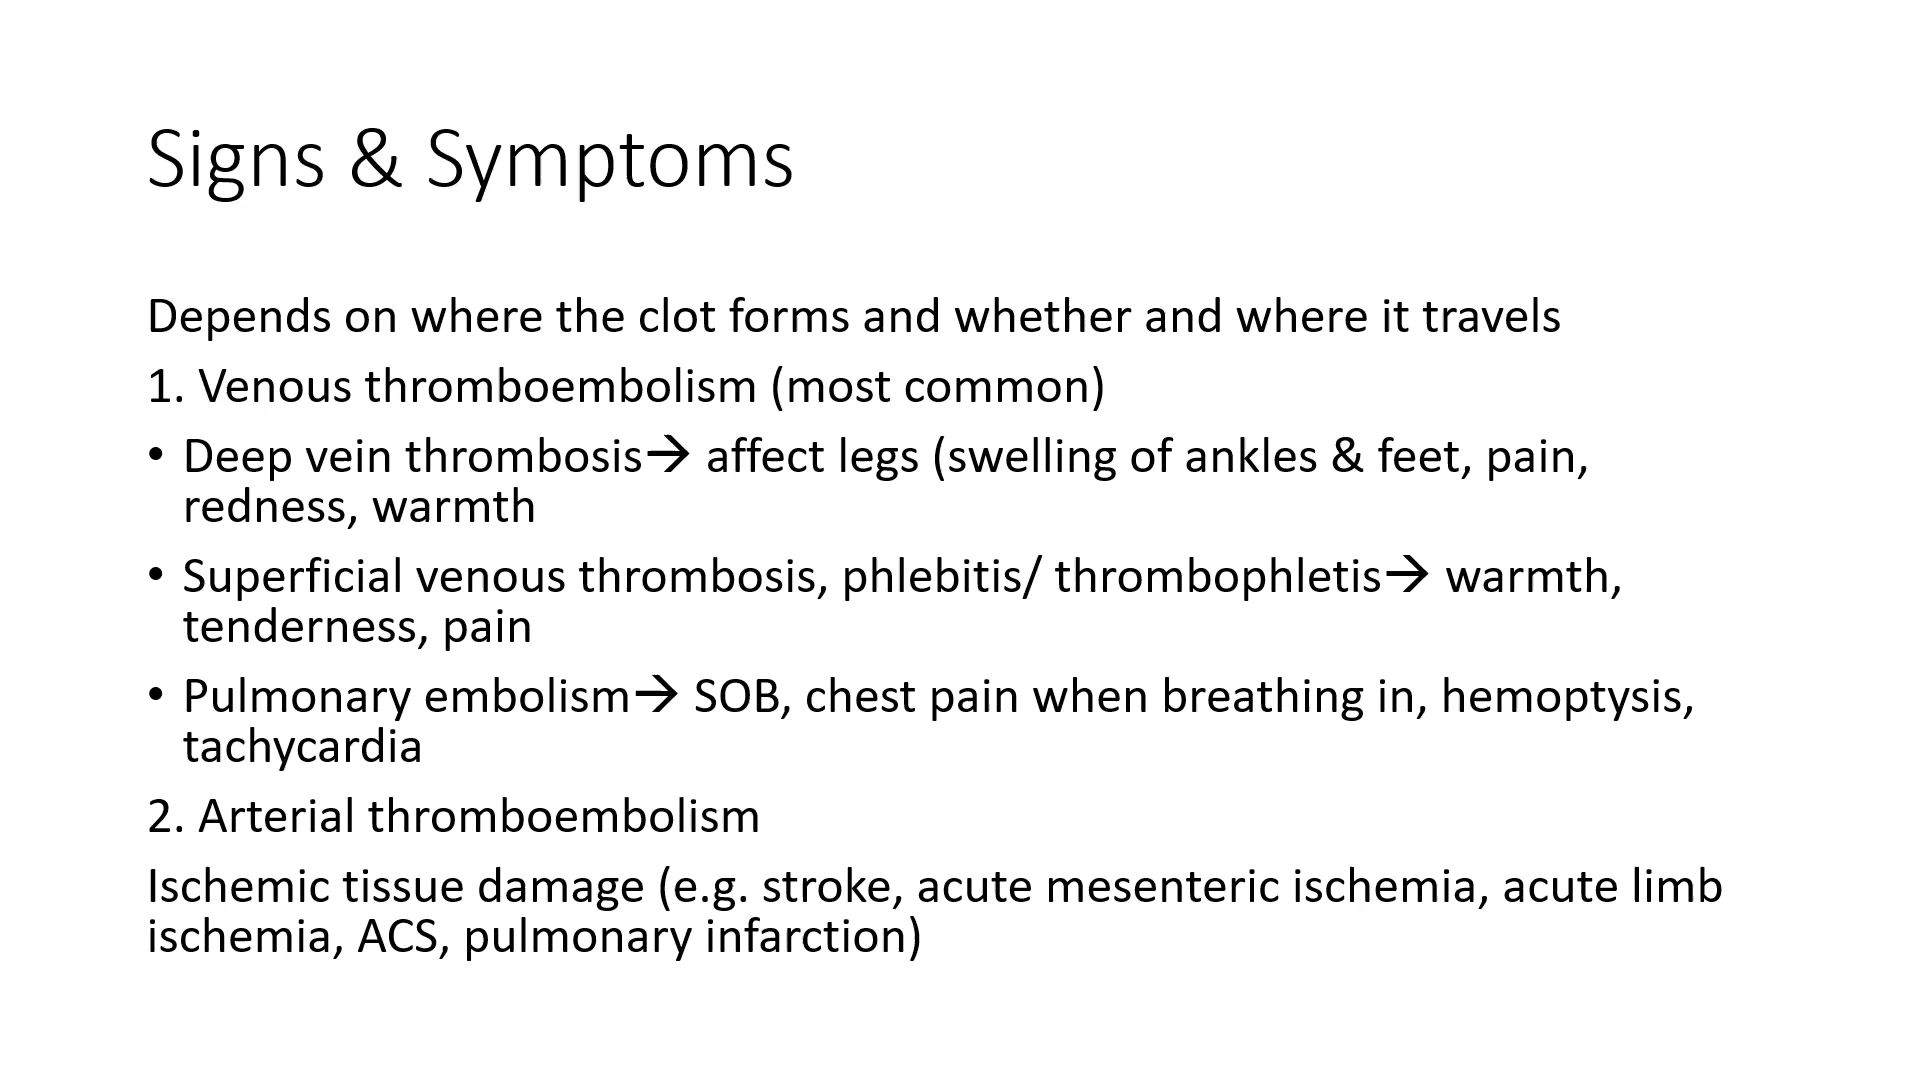 Signs & Symptoms
Depends on where the clot forms and whether and where it travels
1. Venous thromboembolism (most common)
• Deep vein thrombosis→ affect legs (swelling of ankles & feet, pain,
redness, warmth
• Superficial venous thrombosis, phlebitis/ thrombophletis→ warmth,
tenderness, pain
• Pulmonary embolism→ SOB, chest pain when breathing in, hemoptysis,
tachycardia
2. Arterial thromboembolism
Ischemic tissue damage (e.g. stroke, acute mesenteric ischemia, acute limb
ischemia, ACS, pulmonary infarction)